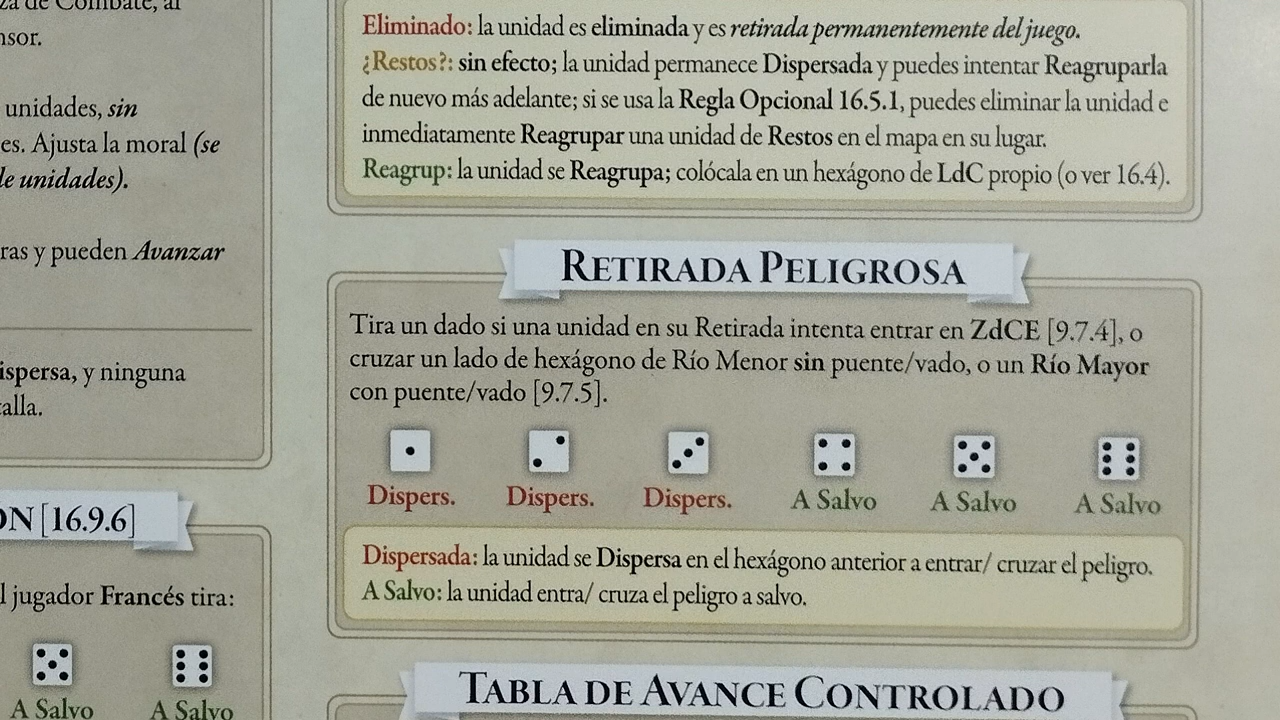 de Combate, al
nsor.
unidades, sin
es. Ajusta la moral (se
de unidades).
ras y pueden Avanzar
ispersa, y ninguna
alla.
ON [16.9.6]
l jugador Francés tira:
A Salvo A Salvo
Eliminado: la unidad es eliminada y es retirada permanentemente del juego.
¿Restos?: sin efecto; la unidad permanece Dispersada y puedes intentar Reagruparla
de nuevo más adelante; si se usa la Regla Opcional 16.5.1, puedes eliminar la unidad e
inmediatamente Reagrupar una unidad de Restos en el mapa en su lugar.
Reagrup: la unidad se Reagrupa; colócala en un hexágono de LdC propio (o ver 16.4).
RETIRADA PELIGROSA
Tira un dado si una unidad en su Retirada intenta entrar en ZdCE [9.7.4], o
cruzar un lado de hexágono de Río Menor sin puente/vado, o un Río Mayor
con puente/vado [9.7.5].
Dispers. Dispers. Dispers. A Salvo A Salvo A Salvo
Dispersada: la unidad se Dispersa en el hexágono anterior a entrar/ cruzar el peligro.
A Salvo: la unidad entra/ cruza el peligro a salvo.
TABLA DE AVANCE CONTROLADO